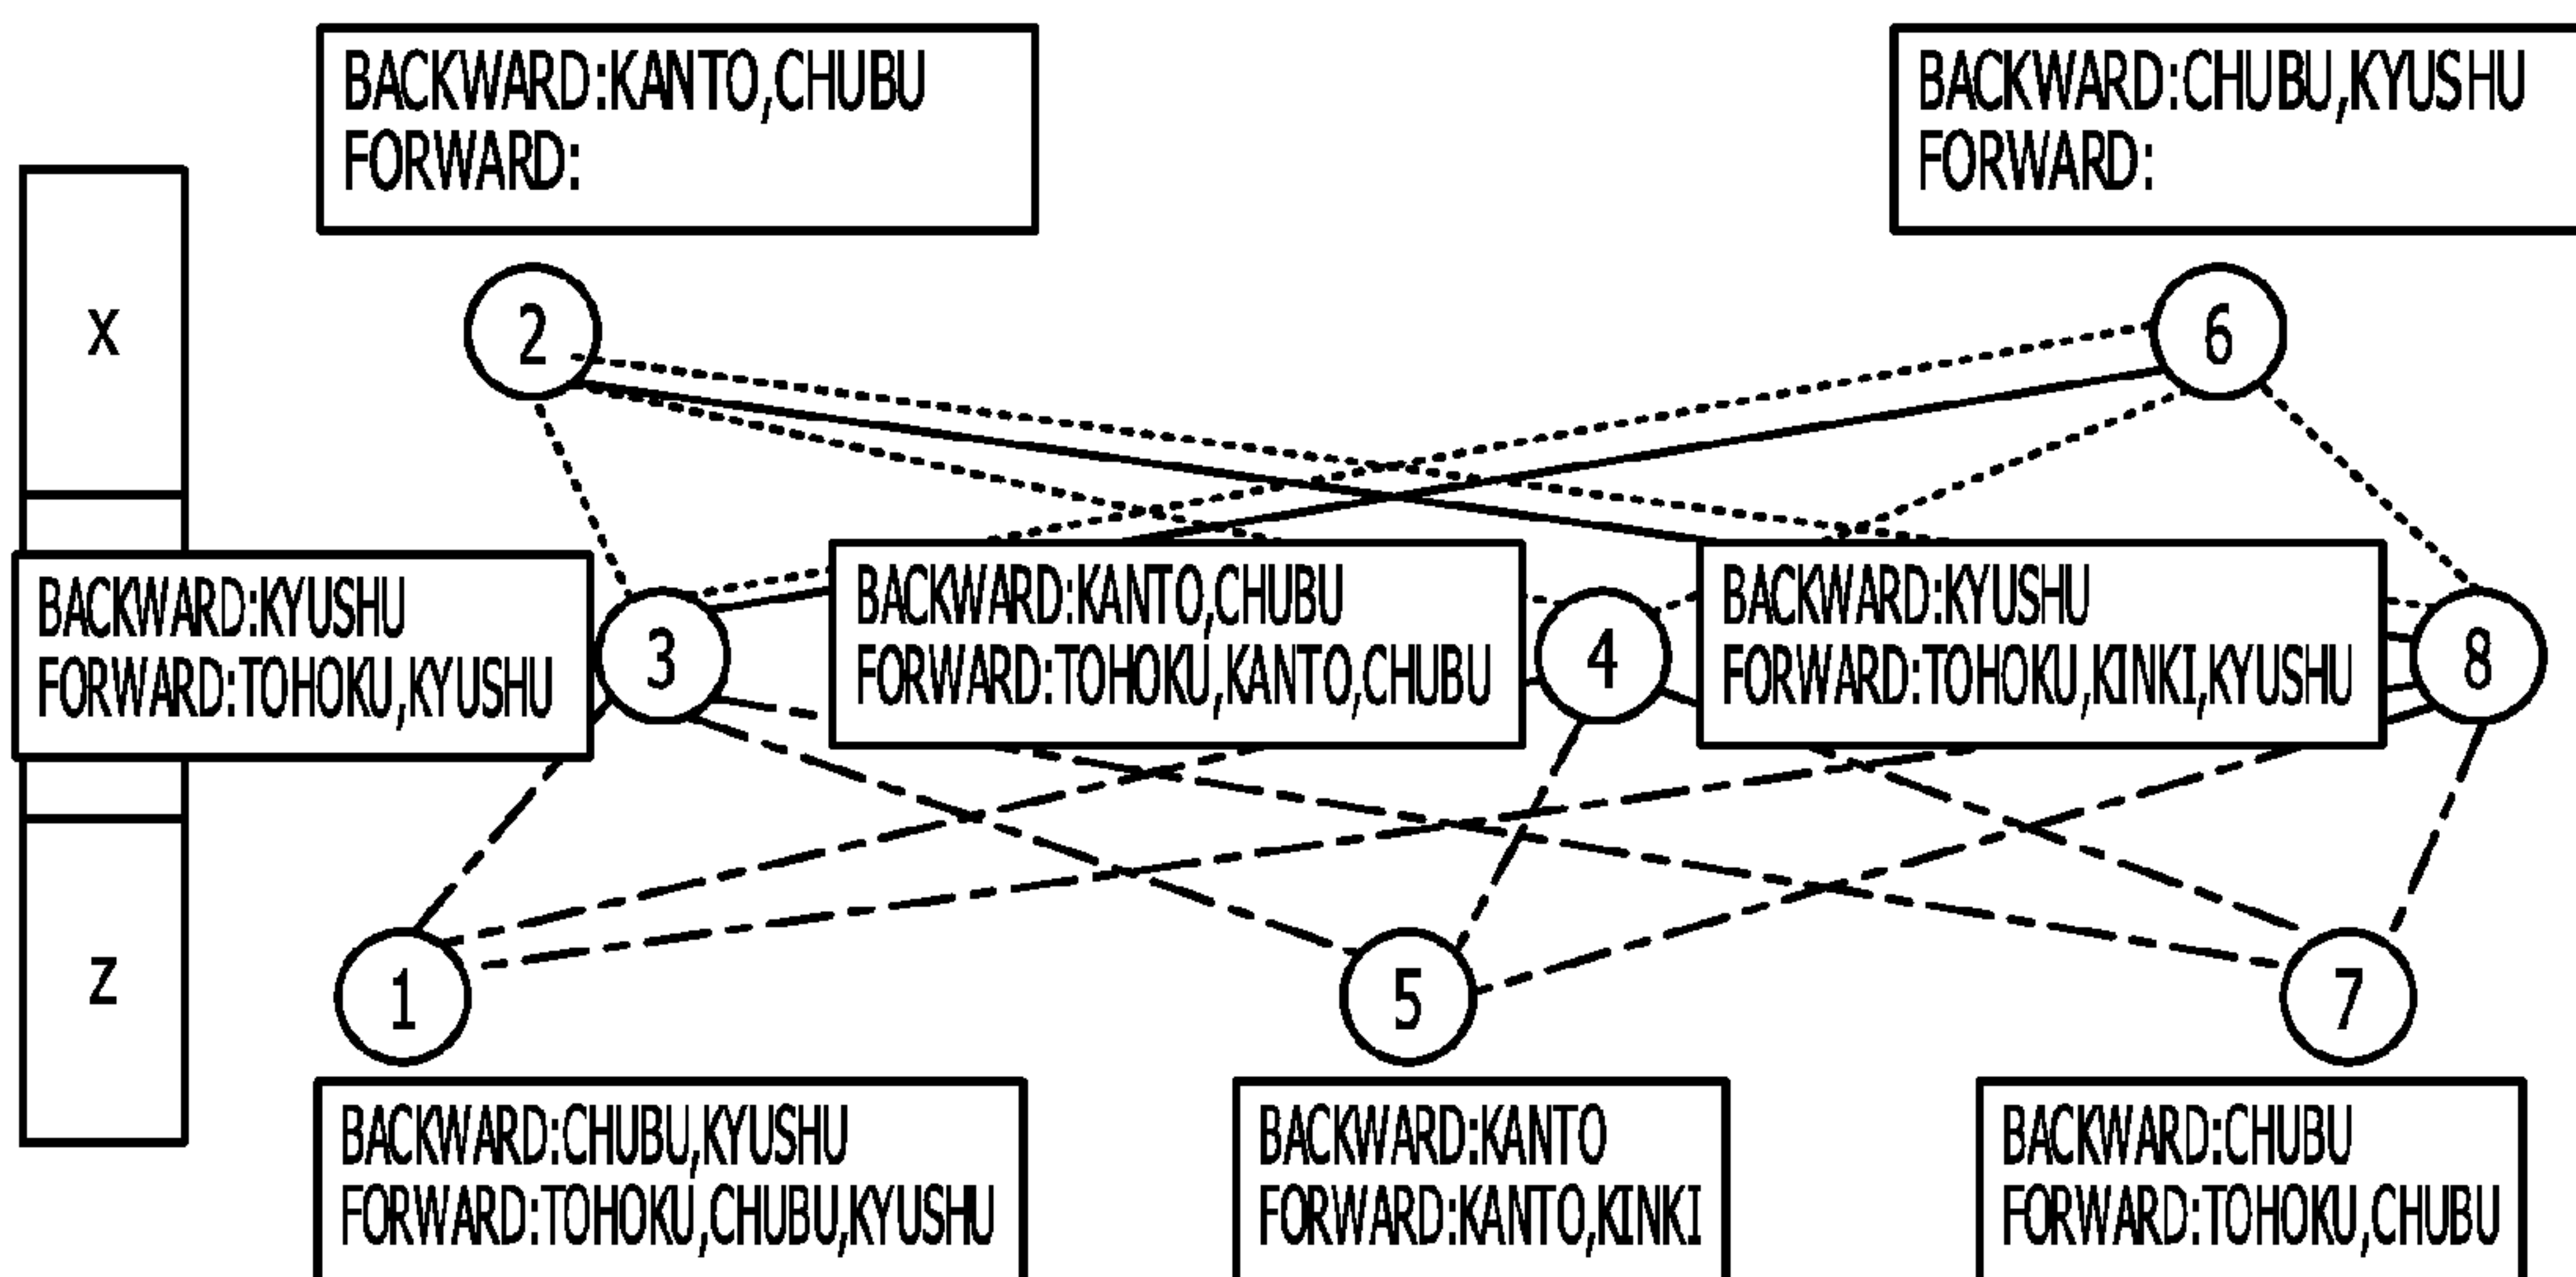 BACKWARD:KANTO,CHUBU
FORWARD:
BACKWARD:CHUBU,KYUSHU
FORWARD:
X
2
6
BACKWARD:KYUSHU
FORWARD:TOHOKU,KYUSHU
3
BACKWARD:KANTO,CHUBU
FORWARD:TOHOKU,KANTO,CHUBU
4
BACKWARD:KYUSHU
FORWARD:TOHOKU,KINKI,KYUSHU
8
Z
1
5
7
BACKWARD:CHUBU,KYUSHU
FORWARD:TOHOKU,CHUBU,KYUSHU
BACKWARD:KANTO
FORWARD:KANTO,KINKI
BACKWARD:CHUBU
FORWARD:TOHOKU,CHUBU